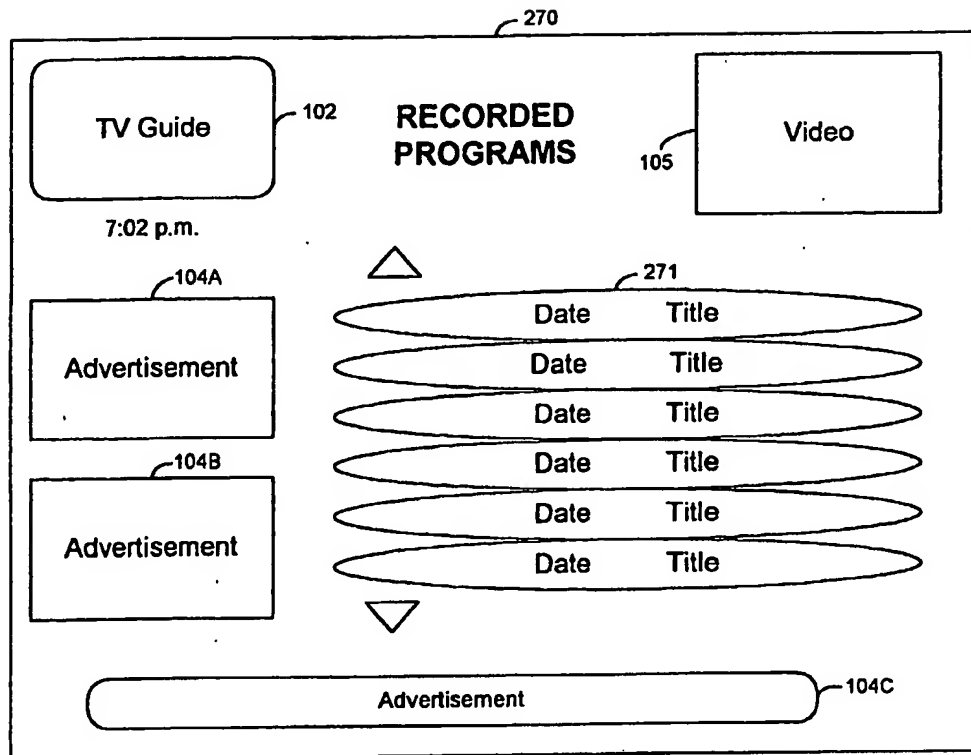 270
TV Guide
102
RECORDED
PROGRAMS
105
Video
7:02 p.m.
104A
Advertisement
271
Date Title
Date Title
Date Title
Date Title
Date Title
Date Title
104B
Advertisement
Advertisement
104C